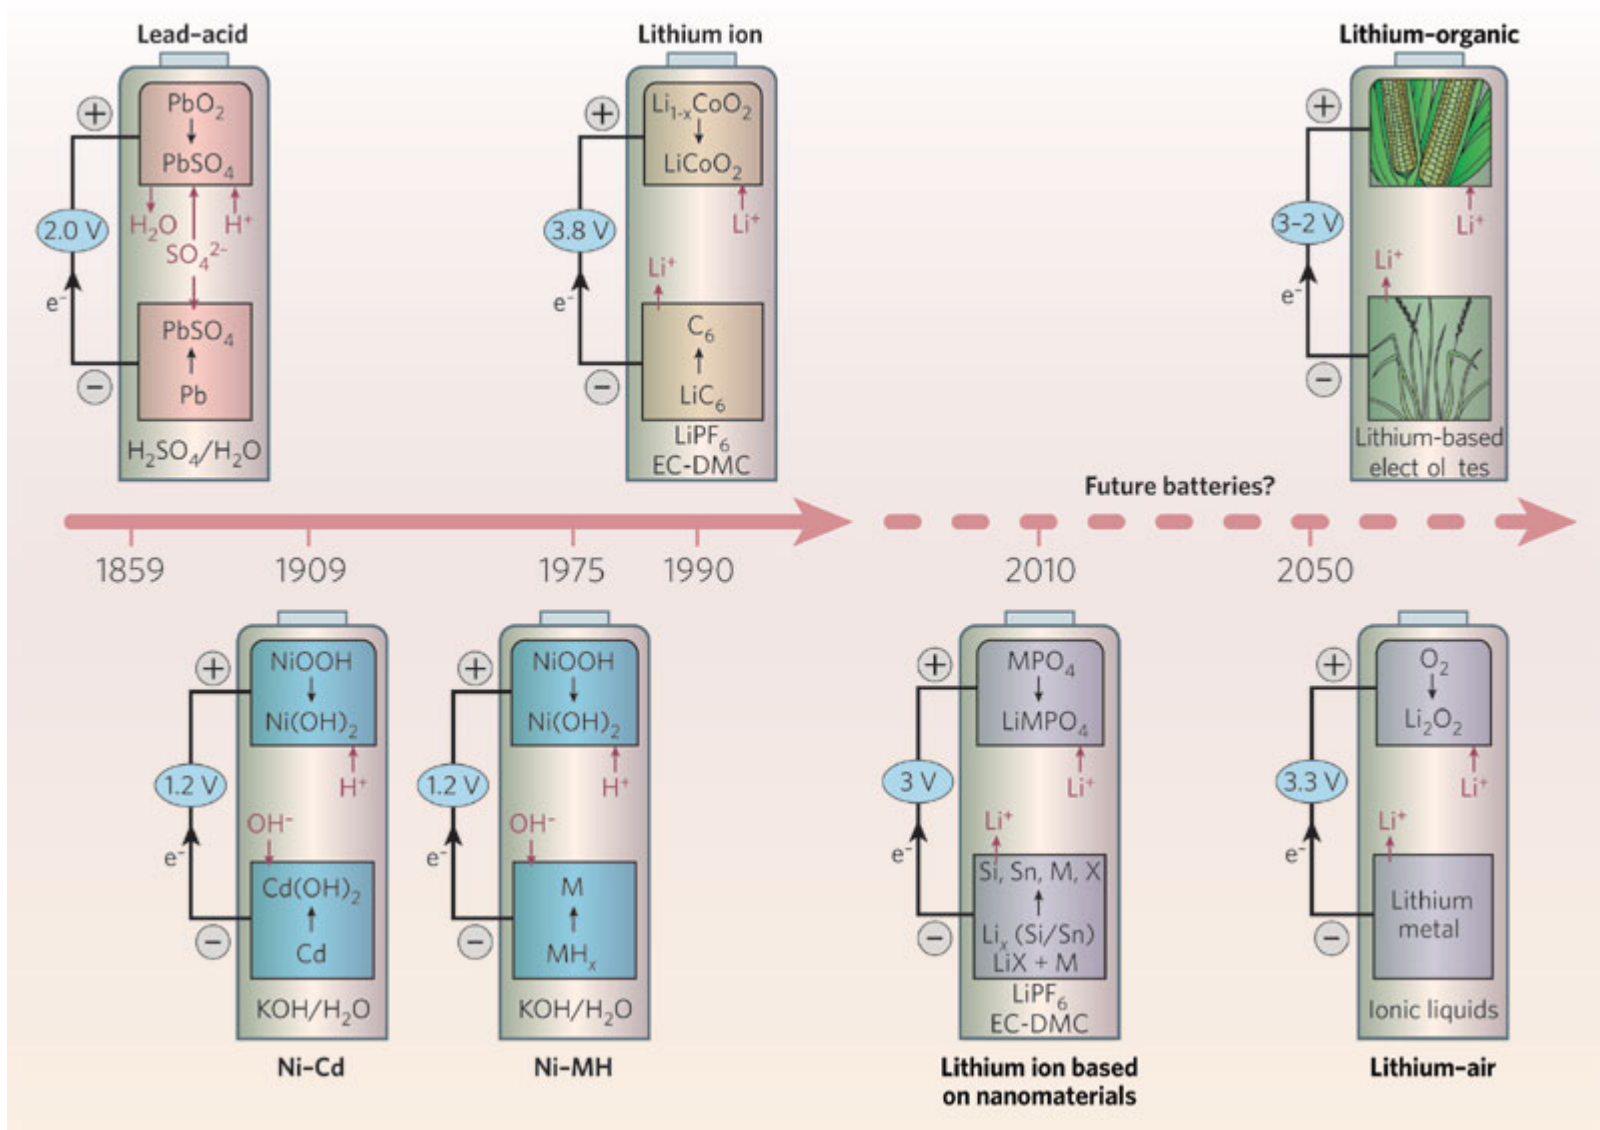 Lead–acid
+
PbO₂
PbSO₄
H₂O
H⁺
2.0 V
SO₄²⁻
e⁻
PbSO₄
Pb
−
H₂SO₄/H₂O
Lithium ion
+
Li₁₋ₓCoO₂
LiCoO₂
3.8 V
Li⁺
Li⁺
e⁻
C₆
LiC₆
−
LiPF₆
EC-DMC
Lithium–organic
+
3–2 V
Li⁺
Li⁺
e⁻
−
Lithium-based
elect ol tes
Future batteries?
1859
1909
1975
1990
2010
2050
+
NiOOH
Ni(OH)₂
1.2 V
H⁺
OH⁻
e⁻
Cd(OH)₂
Cd
−
KOH/H₂O
Ni–Cd
+
NiOOH
Ni(OH)₂
1.2 V
H⁺
OH⁻
e⁻
M
MHₓ
−
KOH/H₂O
Ni–MH
+
MPO₄
LiMPO₄
3 V
Li⁺
Li⁺
e⁻
Si, Sn, M, X
Liₓ (Si/Sn)
LiX + M
−
LiPF₆
EC-DMC
Lithium ion based
on nanomaterials
+
O₂
Li₂O₂
3.3 V
Li⁺
Li⁺
e⁻
Lithium
metal
−
Ionic liquids
Lithium–air